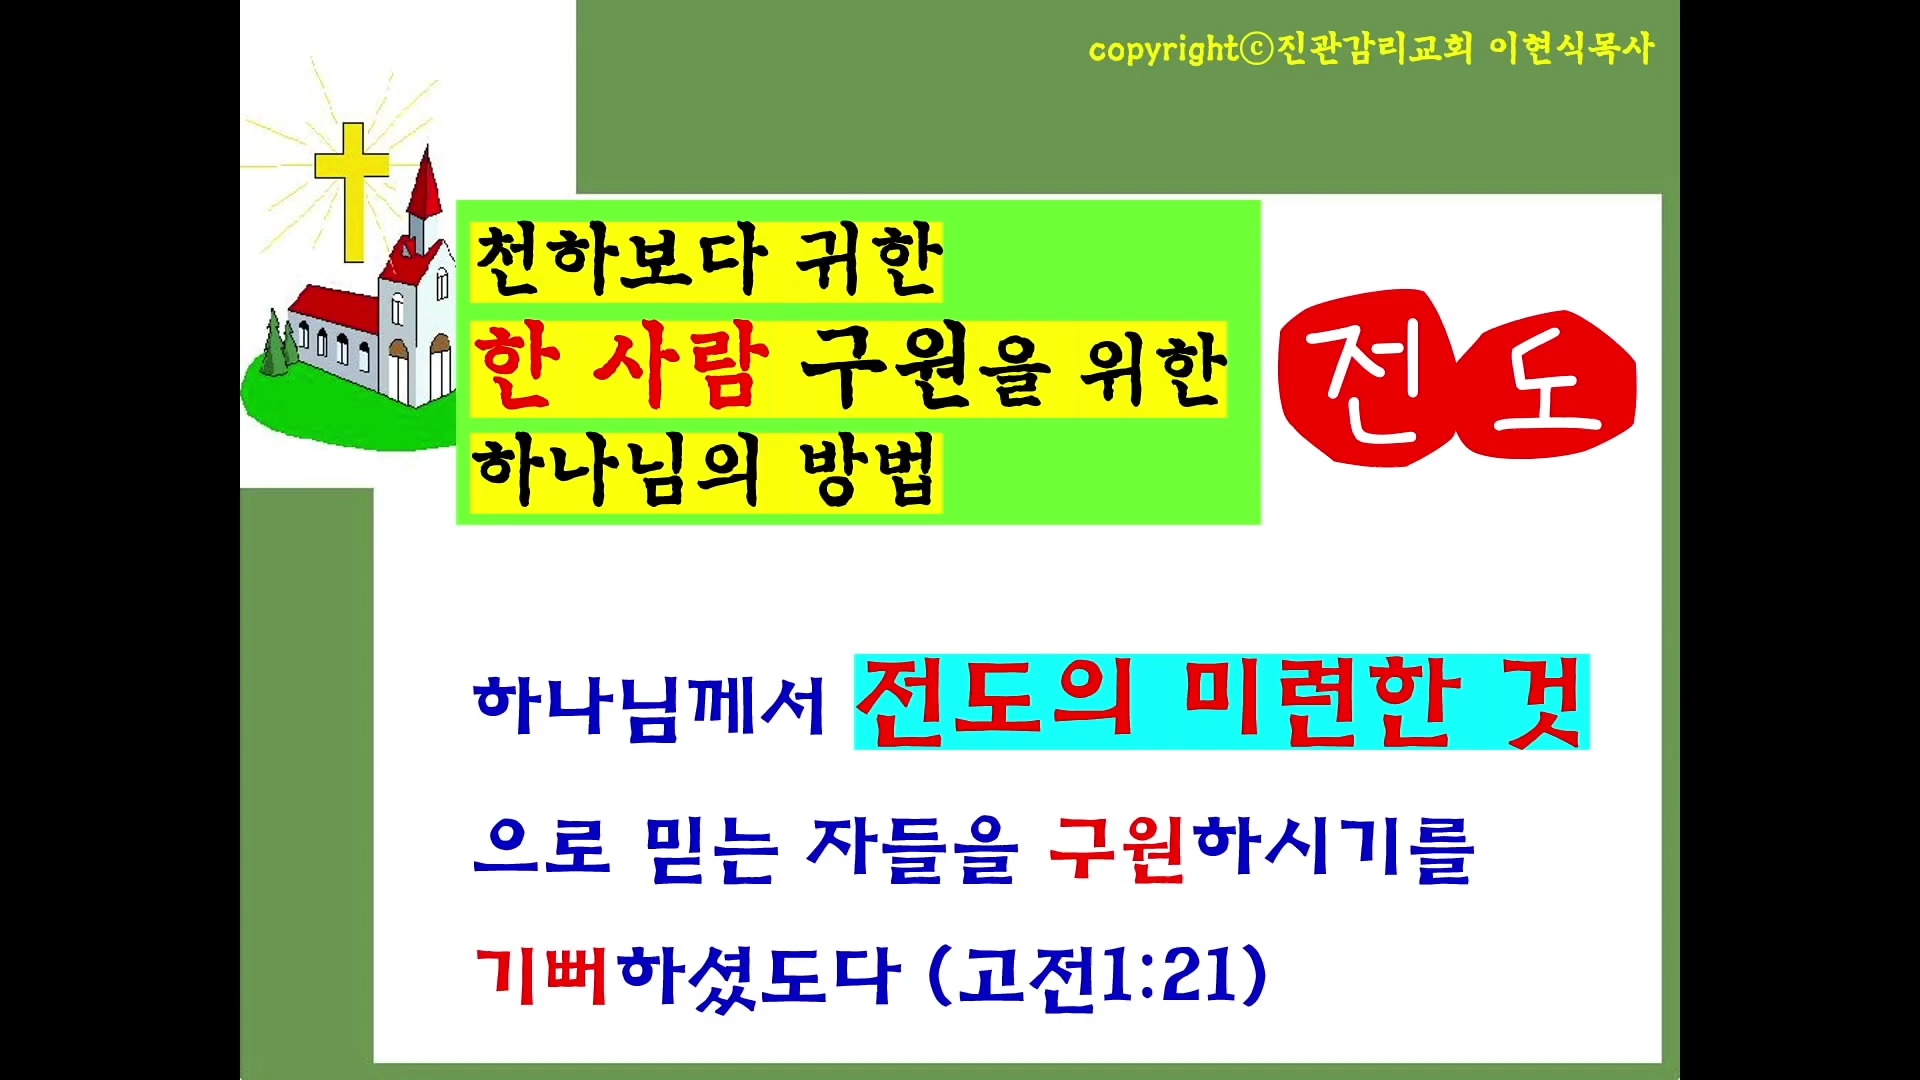 copyrightⓒ진관감리교회 이현식목사
천하보다 귀한
한 사람 구원을 위한
하나님의 방법
전도
하나님께서 전도의 미련한 것
으로 믿는 자들을 구원하시기를
기뻐하셨도다 (고전1:21)